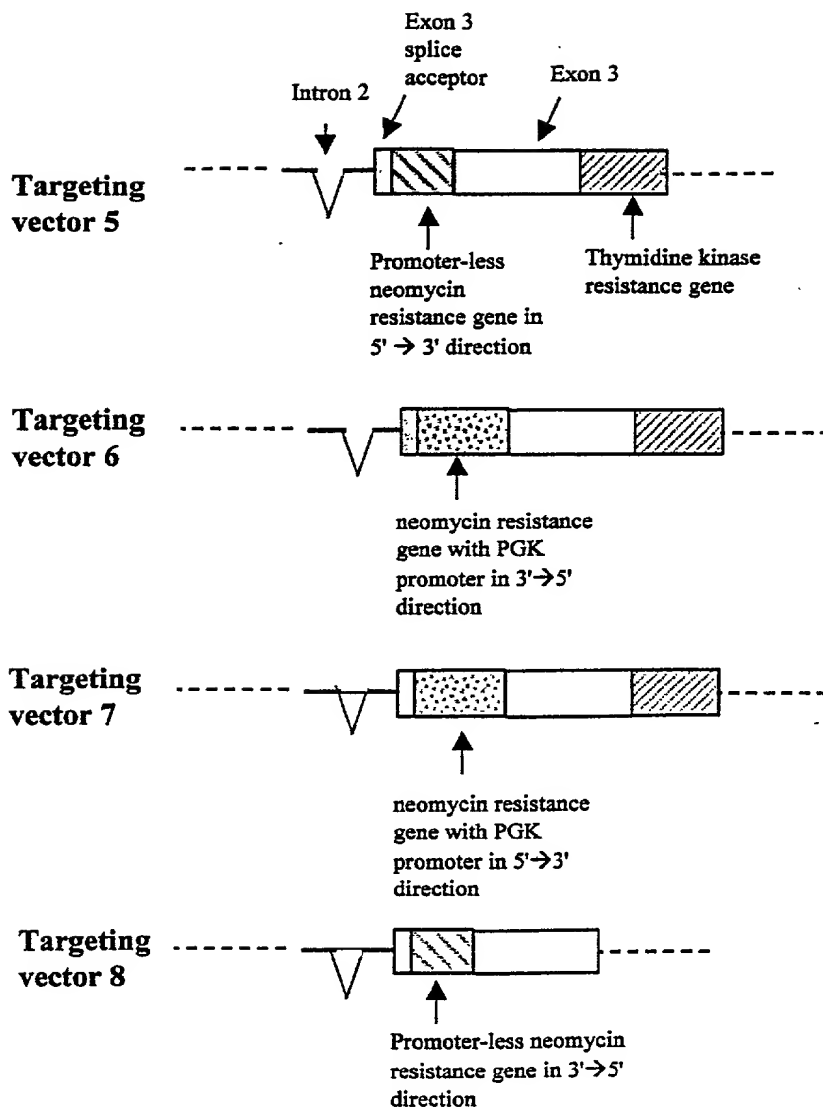 Exon 3
splice
acceptor
Intron 2
Exon 3
Targeting
vector 5
Promoter-less
neomycin
resistance gene in
5' → 3' direction
Thymidine kinase
resistance gene
Targeting
vector 6
neomycin resistance
gene with PGK
promoter in 3'→5'
direction
Targeting
vector 7
neomycin resistance
gene with PGK
promoter in 5'→3'
direction
Targeting
vector 8
Promoter-less neomycin
resistance gene in 3'→5'
direction